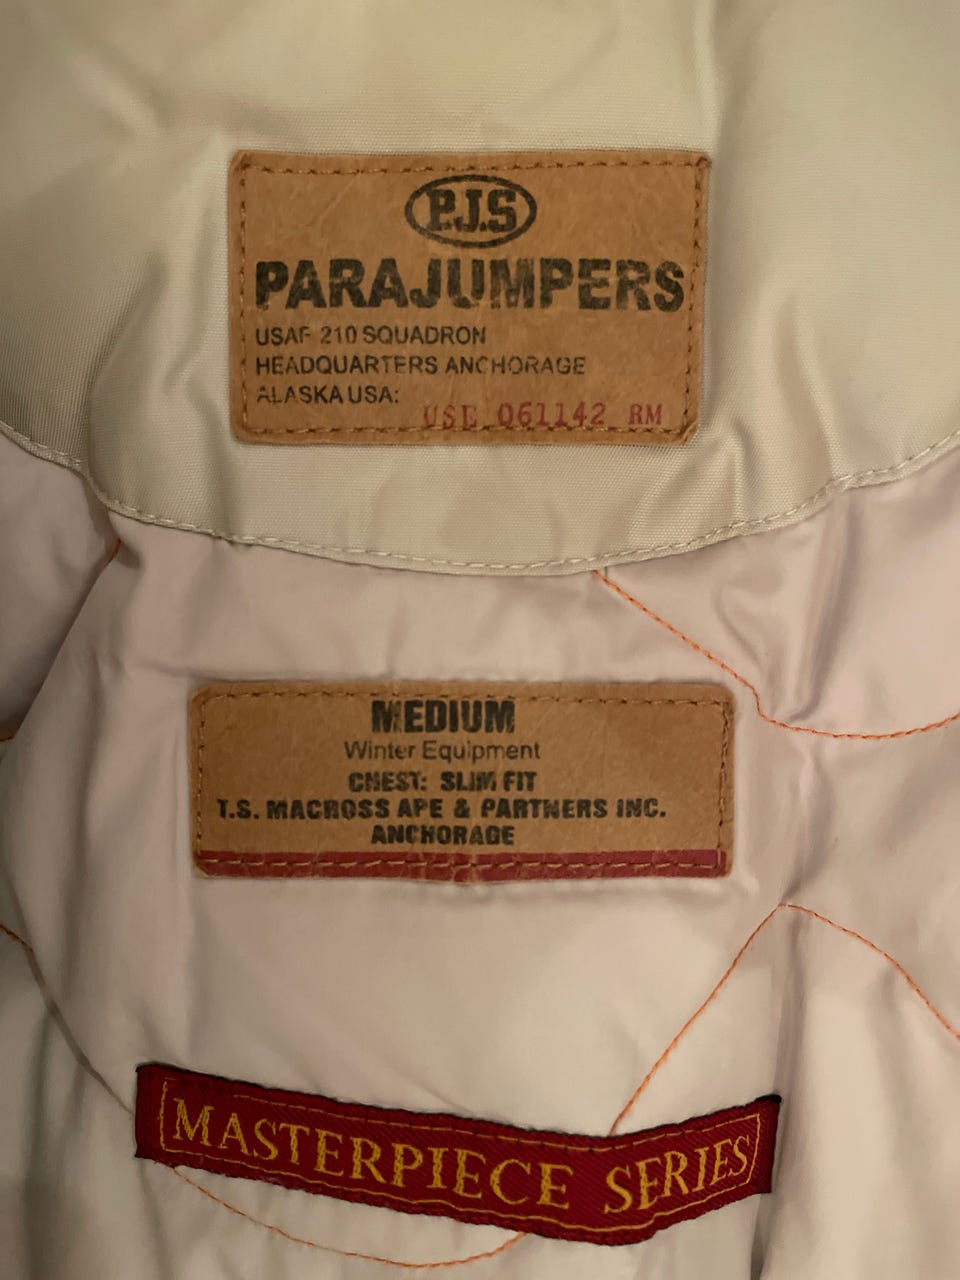 P.J.S
PARAJUMPERS
USAF 210 SQUADRON
HEADQUARTERS ANCHORAGE
ALASKA USA:
USE 061142 RM
MEDIUM
Winter Equipment
CHEST: SLIM FIT
T.S. MACROSS APE & PARTNERS INC.
ANCHORAGE
MASTERPIECE SERIES